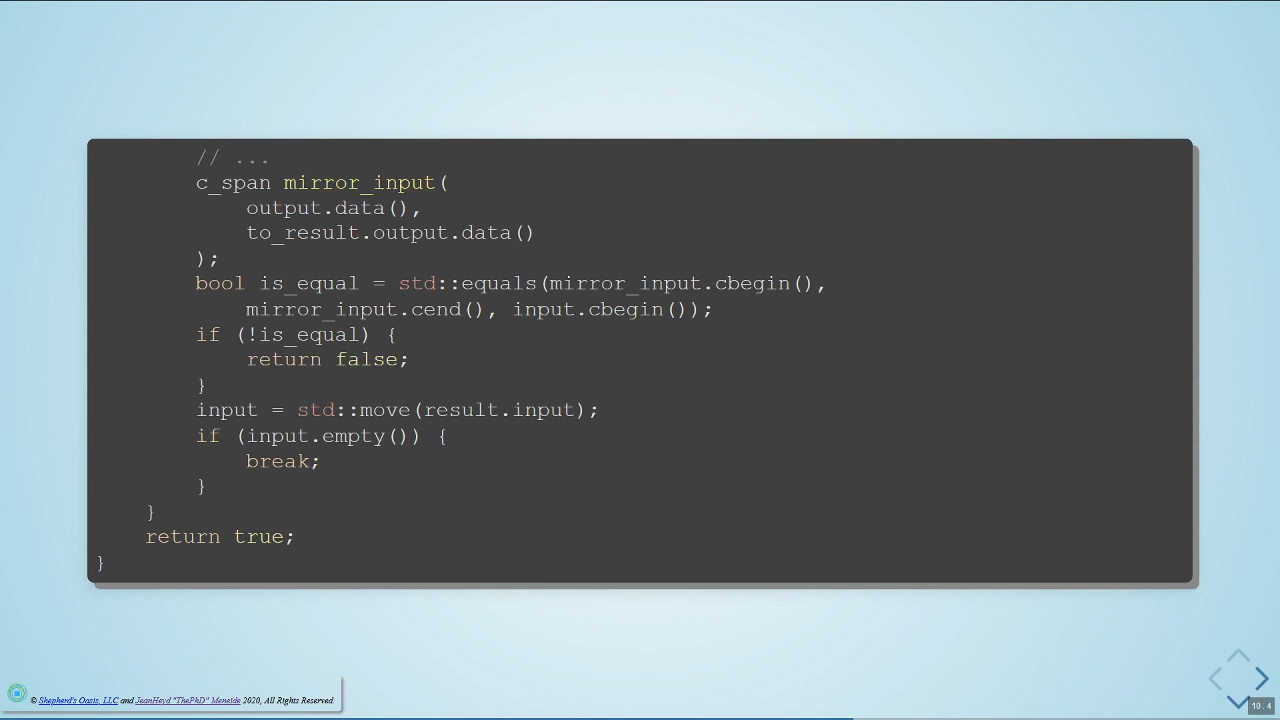 // ...
c_span mirror_input(
output.data(),
to_result.output.data()
);
bool is_equal = std::equals(mirror_input.cbegin(),
mirror_input.cend(), input.cbegin());
if (!is_equal) {
return false;
}
input = std::move(result.input);
if (input.empty()) {
break;
}
}
return true;
}
© Shepherd's Oasis, LLC and JeanHeyd "ThePhD" Meneide 2020, All Rights Reserved.
10.4